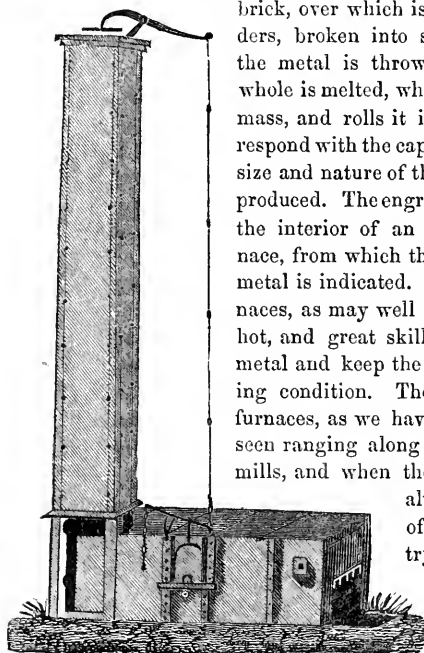 brick, over which is
ders, broken into s
the metal is throw
whole is melted, wh
mass, and rolls it i
respond with the cap
size and nature of th
produced. The engr
the interior of an
nace, from which th
metal is indicated.
naces, as may well
hot, and great skill
metal and keep the
ing condition. The
furnaces, as we hav
seen ranging along
mills, and when the
al
of
try